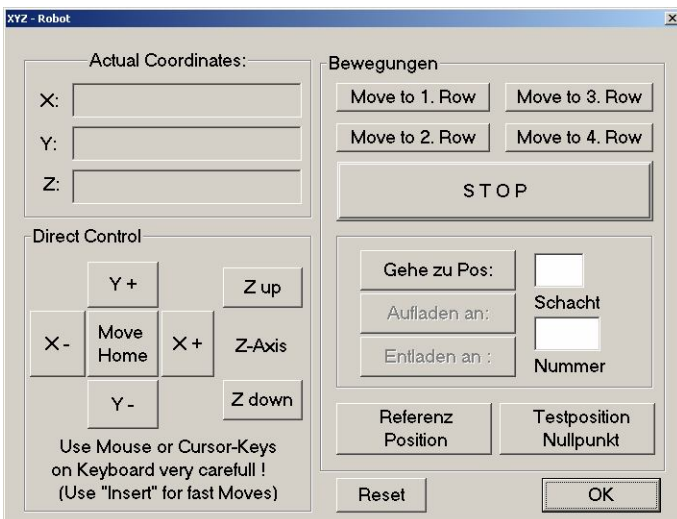 XYZ - Robot
Actual Coordinates:
X:
Y:
Z:
Direct Control
Y +
Z up
X -
Move
Home
X +
Z-Axis
Y -
Z down
Use Mouse or Cursor-Keys
on Keyboard very carefull !
(Use "Insert" for fast Moves)
Bewegungen
Move to 1. Row
Move to 3. Row
Move to 2. Row
Move to 4. Row
S T O P
Gehe zu Pos:
Schacht
Aufladen an:
Entladen an :
Nummer
Referenz
Position
Testposition
Nullpunkt
Reset
OK